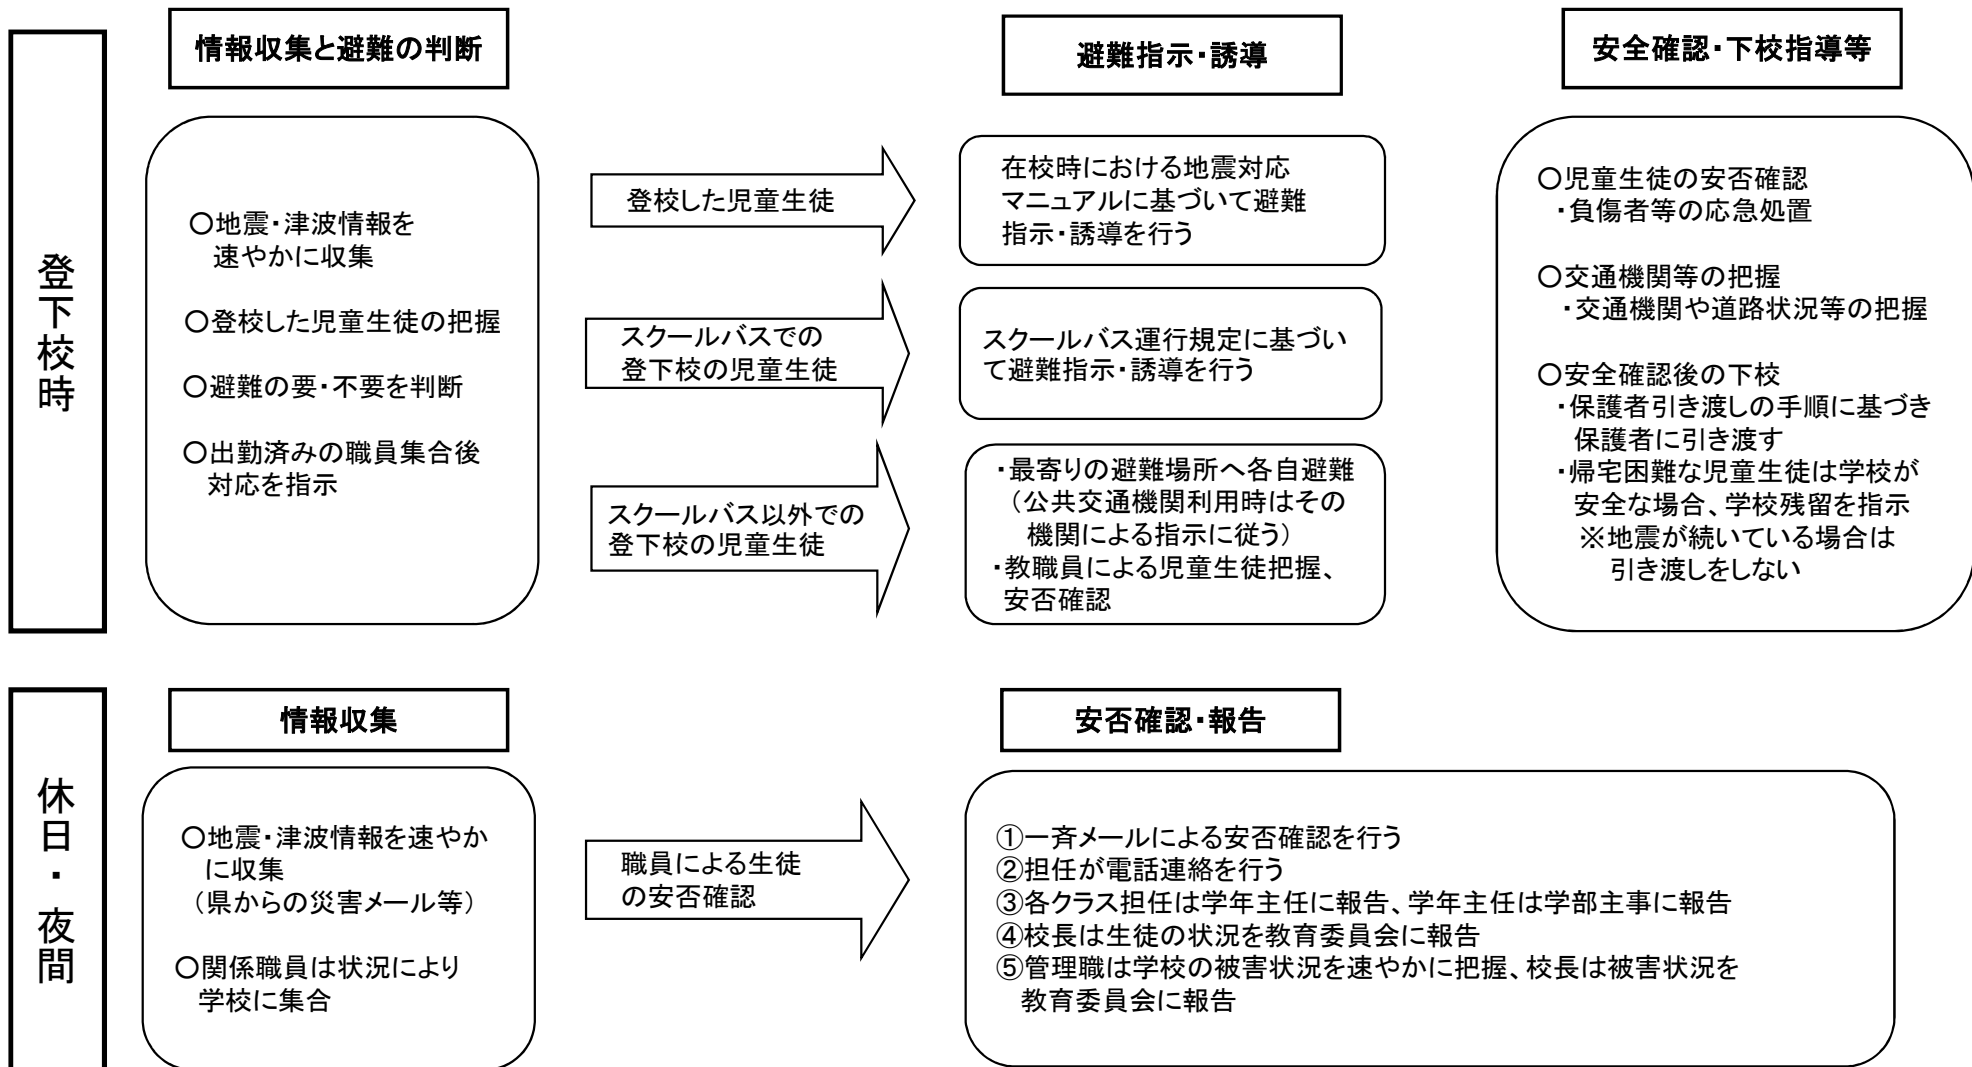 登下校時
情報収集と避難の判断
〇地震・津波情報を
速やかに収集
〇登校した児童生徒の把握
〇避難の要・不要を判断
〇出勤済みの職員集合後
対応を指示
登校した児童生徒
スクールバスでの
登下校の児童生徒
スクールバス以外での
登下校の児童生徒
避難指示・誘導
在校時における地震対応
マニュアルに基づいて避難
指示・誘導を行う
スクールバス運行規定に基づい
て避難指示・誘導を行う
・最寄りの避難場所へ各自避難
（公共交通機関利用時はその
機関による指示に従う）
・教職員による児童生徒把握、
安否確認
安全確認・下校指導等
〇児童生徒の安否確認
・負傷者等の応急処置
〇交通機関等の把握
・交通機関や道路状況等の把握
〇安全確認後の下校
・保護者引き渡しの手順に基づき
保護者に引き渡す
・帰宅困難な児童生徒は学校が
安全な場合、学校残留を指示
※地震が続いている場合は
引き渡しをしない
休日・夜間
情報収集
〇地震・津波情報を速やか
に収集
（県からの災害メール等）
〇関係職員は状況により
学校に集合
職員による生徒
の安否確認
安否確認・報告
①一斉メールによる安否確認を行う
②担任が電話連絡を行う
③各クラス担任は学年主任に報告、学年主任は学部主事に報告
④校長は生徒の状況を教育委員会に報告
⑤管理職は学校の被害状況を速やかに把握、校長は被害状況を
教育委員会に報告